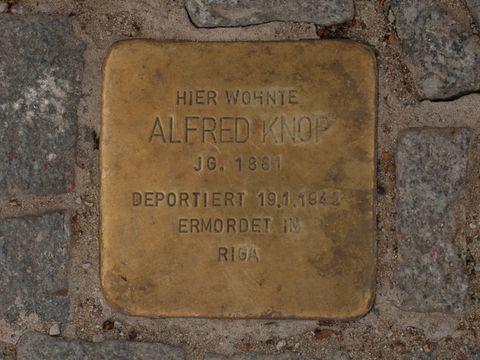 HIER WOHNTE
ALFRED KNOP
JG. 1881
DEPORTIERT 19.1.1942
ERMORDET IN
RIGA